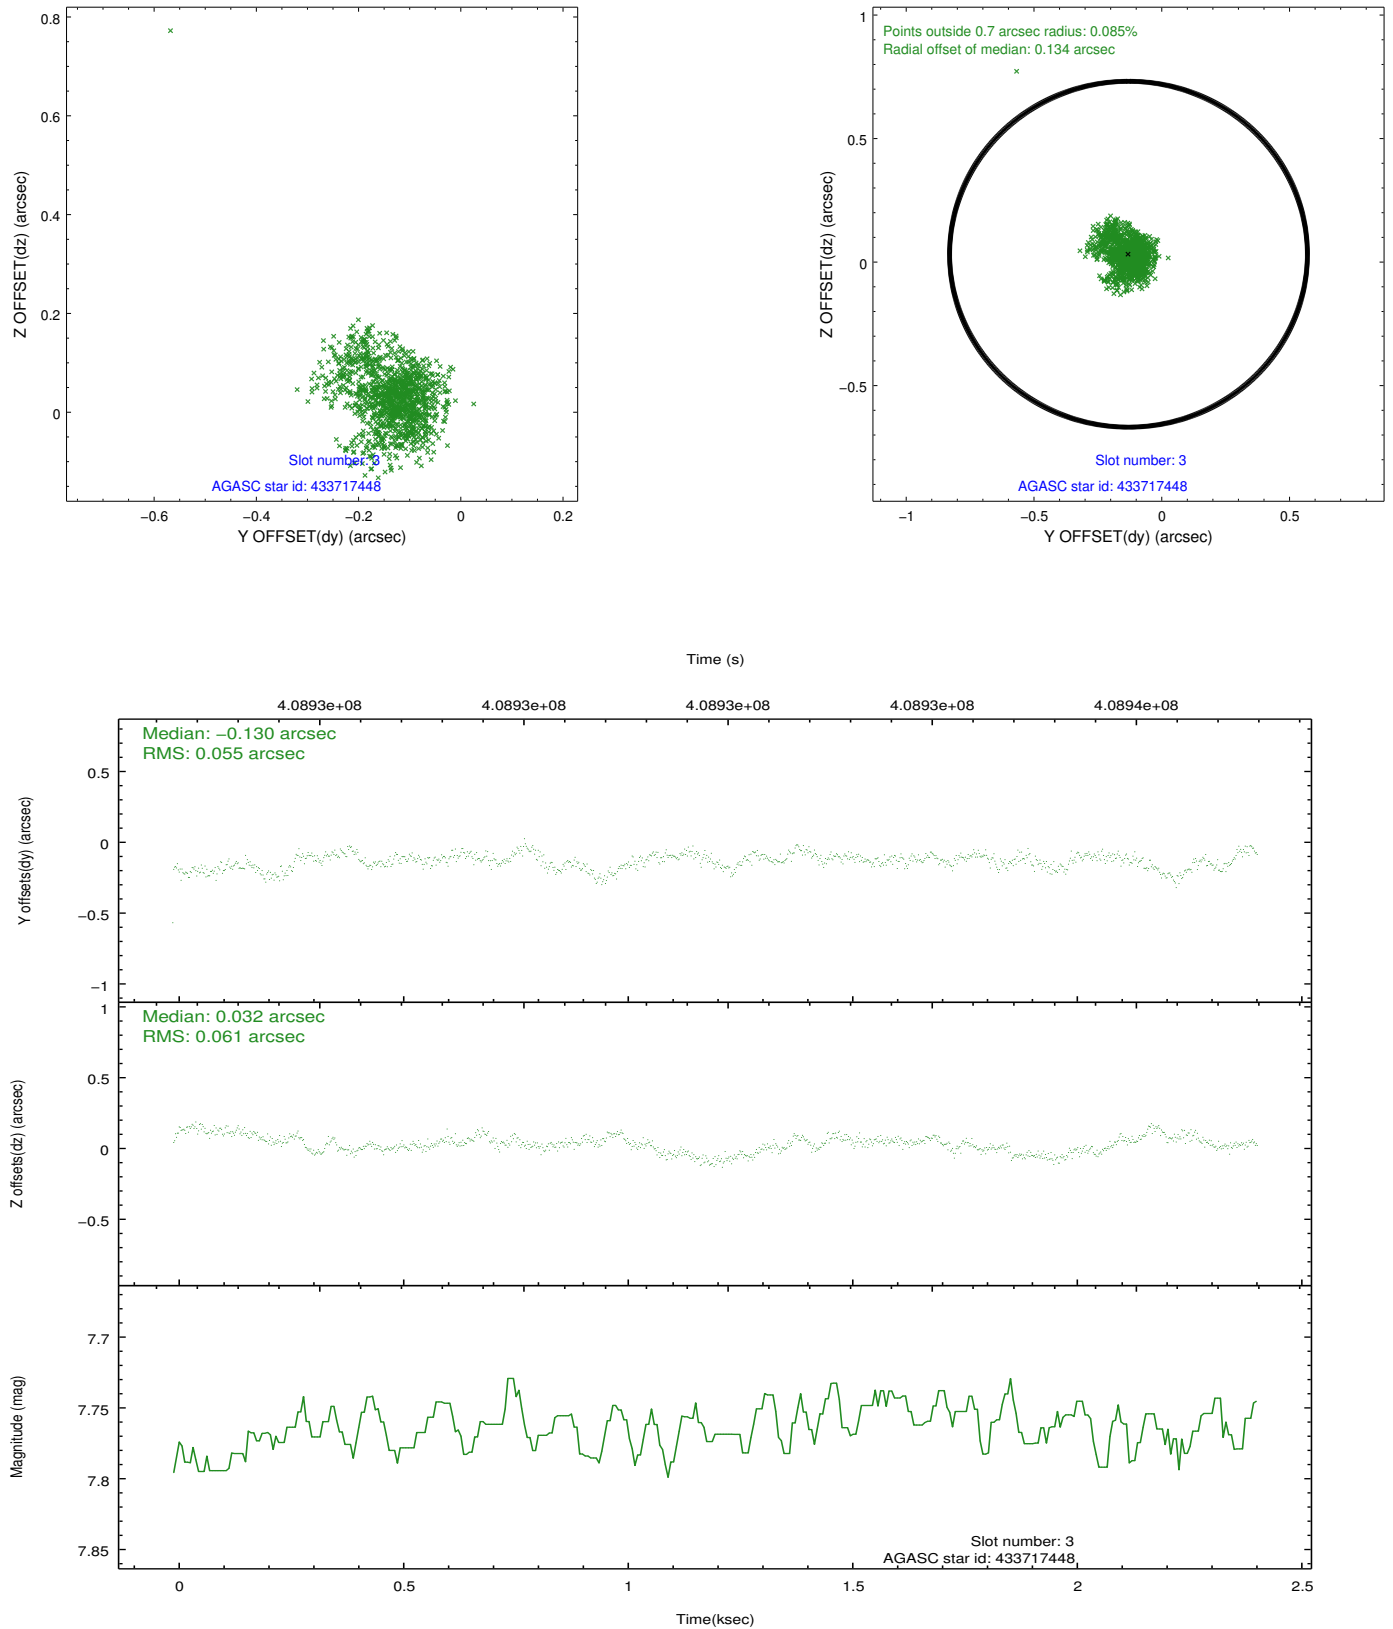 0.8
0.6
0.4
0.2
0
Z OFFSET(dz) (arcsec)
Slot number: 3
AGASC star id: 433717448
−0.6 −0.4 −0.2 0 0.2
Y OFFSET(dy) (arcsec)
Points outside 0.7 arcsec radius: 0.085%
Radial offset of median: 0.134 arcsec
1
0.5
0
−0.5
Z OFFSET(dz) (arcsec)
Slot number: 3
AGASC star id: 433717448
−1 −0.5 0 0.5
Y OFFSET(dy) (arcsec)
Time (s)
4.0893e+08 4.0893e+08 4.0893e+08 4.0893e+08 4.0894e+08
Median: −0.130 arcsec
RMS: 0.055 arcsec
0.5
0
−0.5
−1
Y offsets(dy) (arcsec)
Median: 0.032 arcsec
RMS: 0.061 arcsec
1
0.5
0
−0.5
Z offsets(dz) (arcsec)
7.7
7.75
7.8
7.85
Magnitude (mag)
Slot number: 3
AGASC star id: 433717448
0 0.5 1 1.5 2 2.5
Time(ksec)